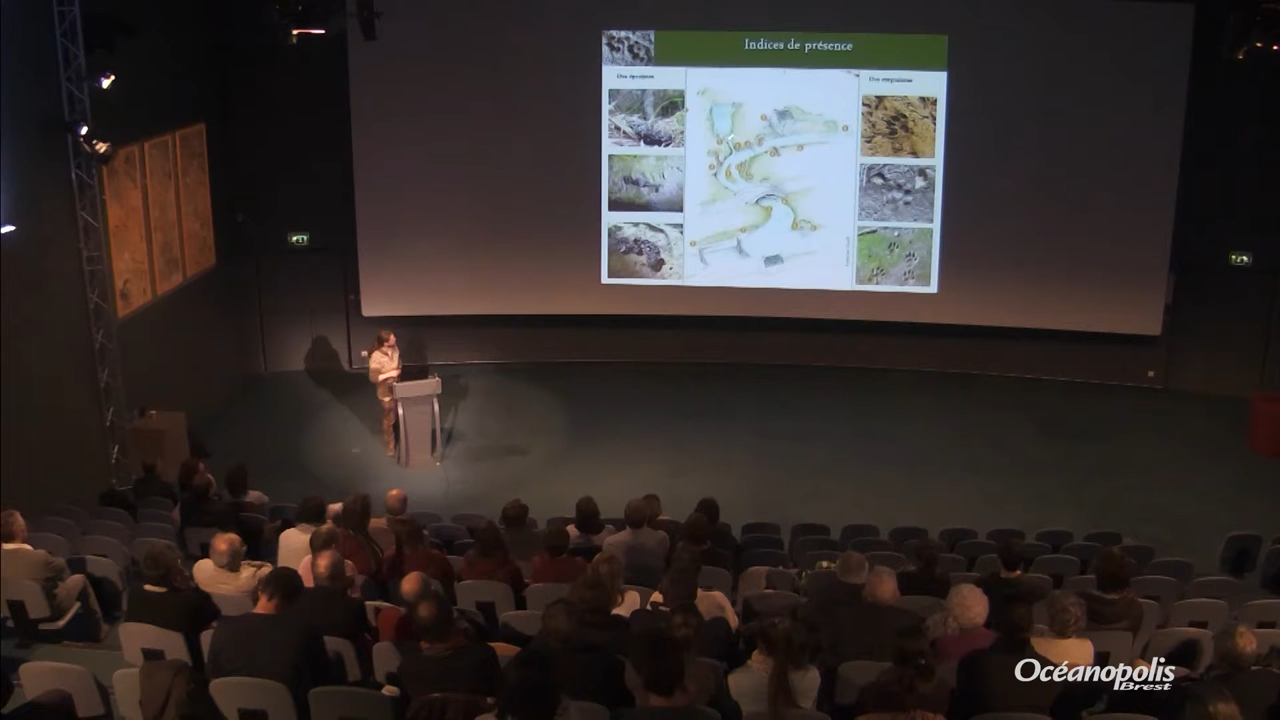 Indices de présence
Des épreintes
Des empreintes
Océanopolis
Brest